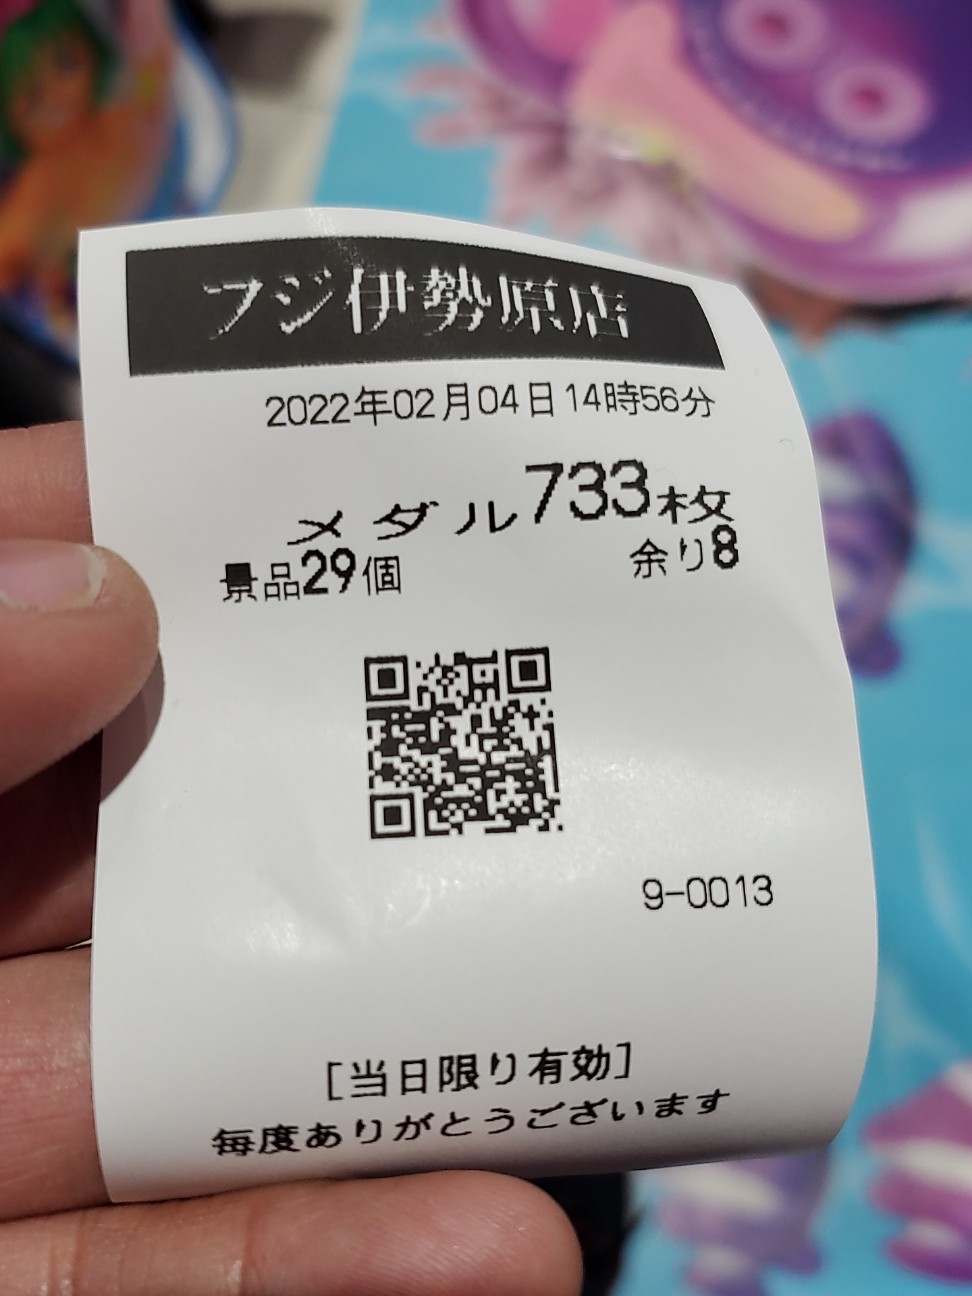 フジ伊勢原店
2022年02月04日14時56分
メダル733枚
景品29個 余り8
9-0013
[当日限り有効]
毎度ありがとうございます